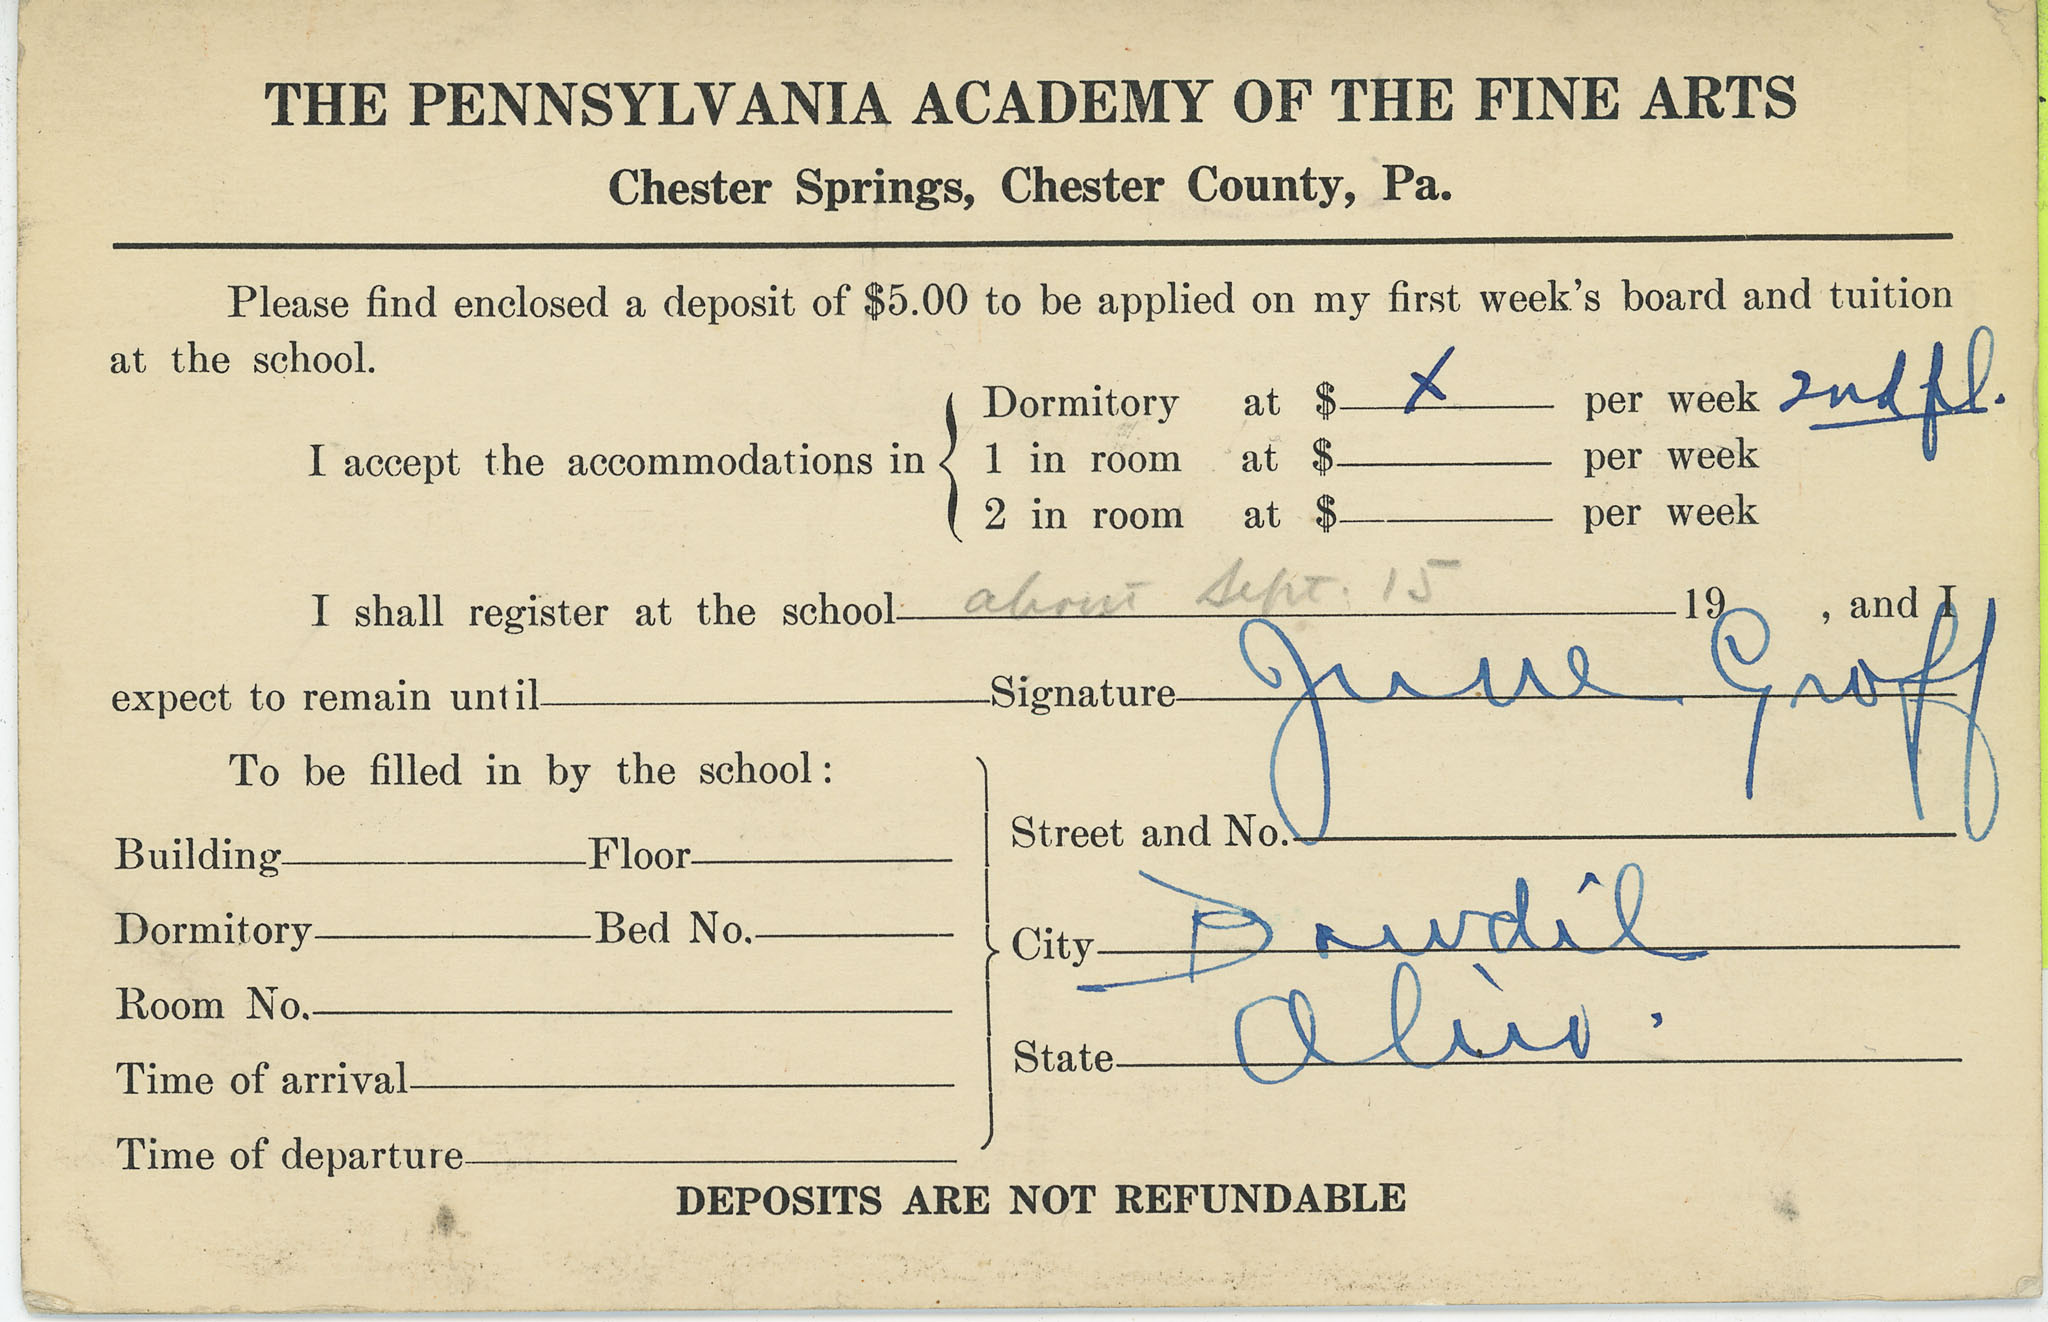 THE PENNSYLVANIA ACADEMY OF THE FINE ARTS
Chester Springs, Chester County, Pa.
Please find enclosed a deposit of $5.00 to be applied on my first week's board and tuition
at the school.
I accept the accommodations in
Dormitory at $ X per week 2nd fl.
1 in room at $ per week
2 in room at $ per week
I shall register at the school about Sept. 15 19 , and I
expect to remain until Signature June Groff
To be filled in by the school:
Building Floor
Dormitory Bed No.
Room No.
Time of arrival
Time of departure
Street and No.
City
State Ohio.
DEPOSITS ARE NOT REFUNDABLE